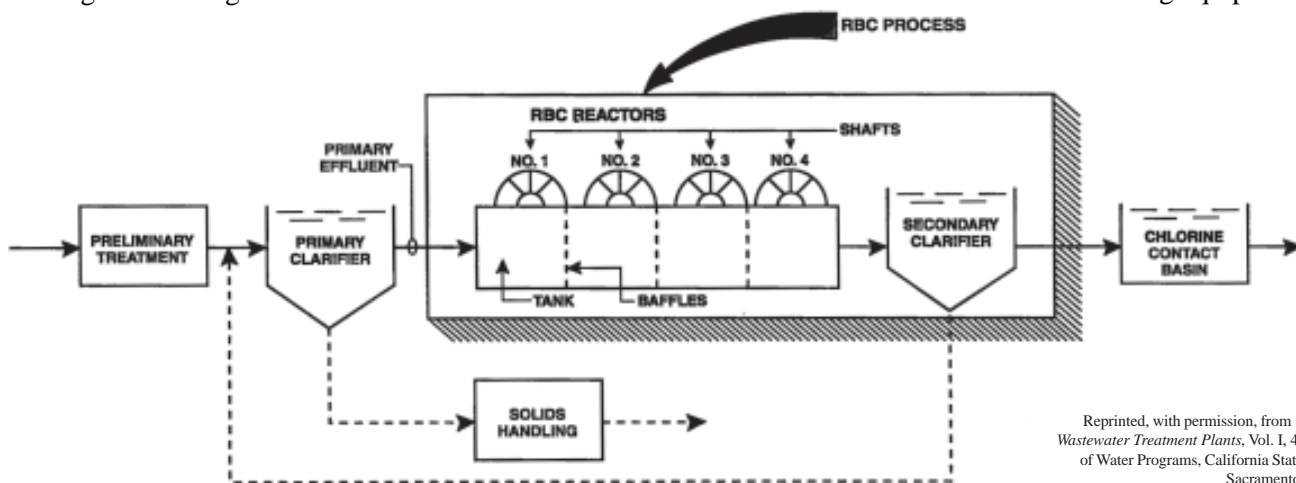 RBC PROCESS
RBC REACTORS
SHAFTS
NO. 1
NO. 2
NO. 3
NO. 4
PRIMARY
EFFLUENT
PRELIMINARY
TREATMENT
PRIMARY
CLARIFIER
SECONDARY
CLARIFIER
CHLORINE
CONTACT
BASIN
TANK
BAFFLES
SOLIDS
HANDLING
Reprinted, with permission, from
Wastewater Treatment Plants, Vol. I, 4
of Water Programs, California Stat
Sacramento